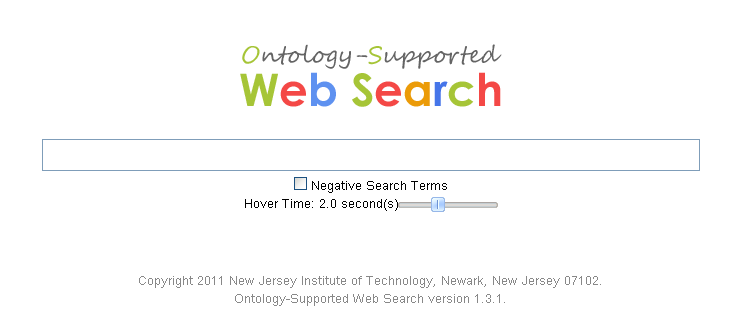 Ontology-Supported
Web Search
Negative Search Terms
Hover Time: 2.0 second(s)
Copyright 2011 New Jersey Institute of Technology, Newark, New Jersey 07102.
Ontology-Supported Web Search version 1.3.1.